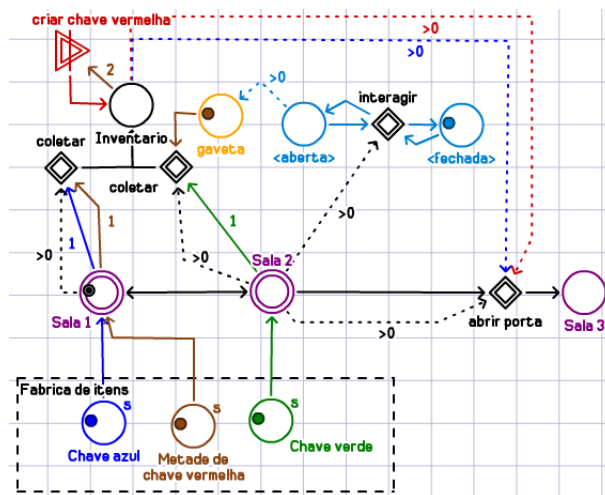 criar chave vermelha
>0
>0
2
>0
interagir
Inventario
gaveta
<aberta>
<fechada>
coletar
coletar
1
1
1
>0
>0
>0
Sala 2
Sala 1
>0
abrir porta
Sala 3
Fabrica de itens
s
s
s
Chave azul
Metade de
chave vermelha
Chave verde